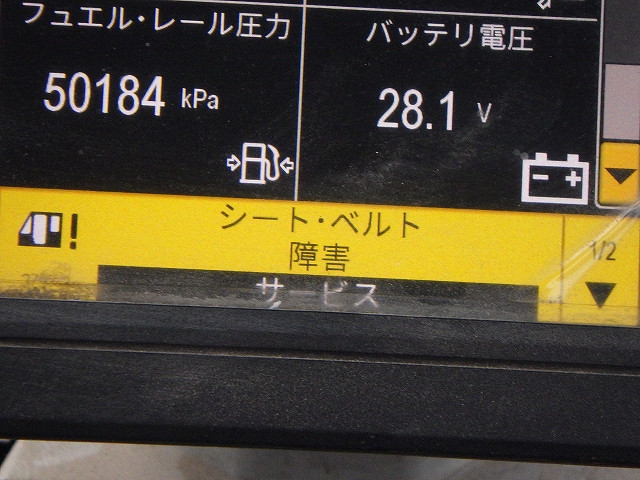 フュエル・レール圧力
バッテリ電圧
50184 kPa
28.1 V
シート・ベルト
障害
1/2
サービス